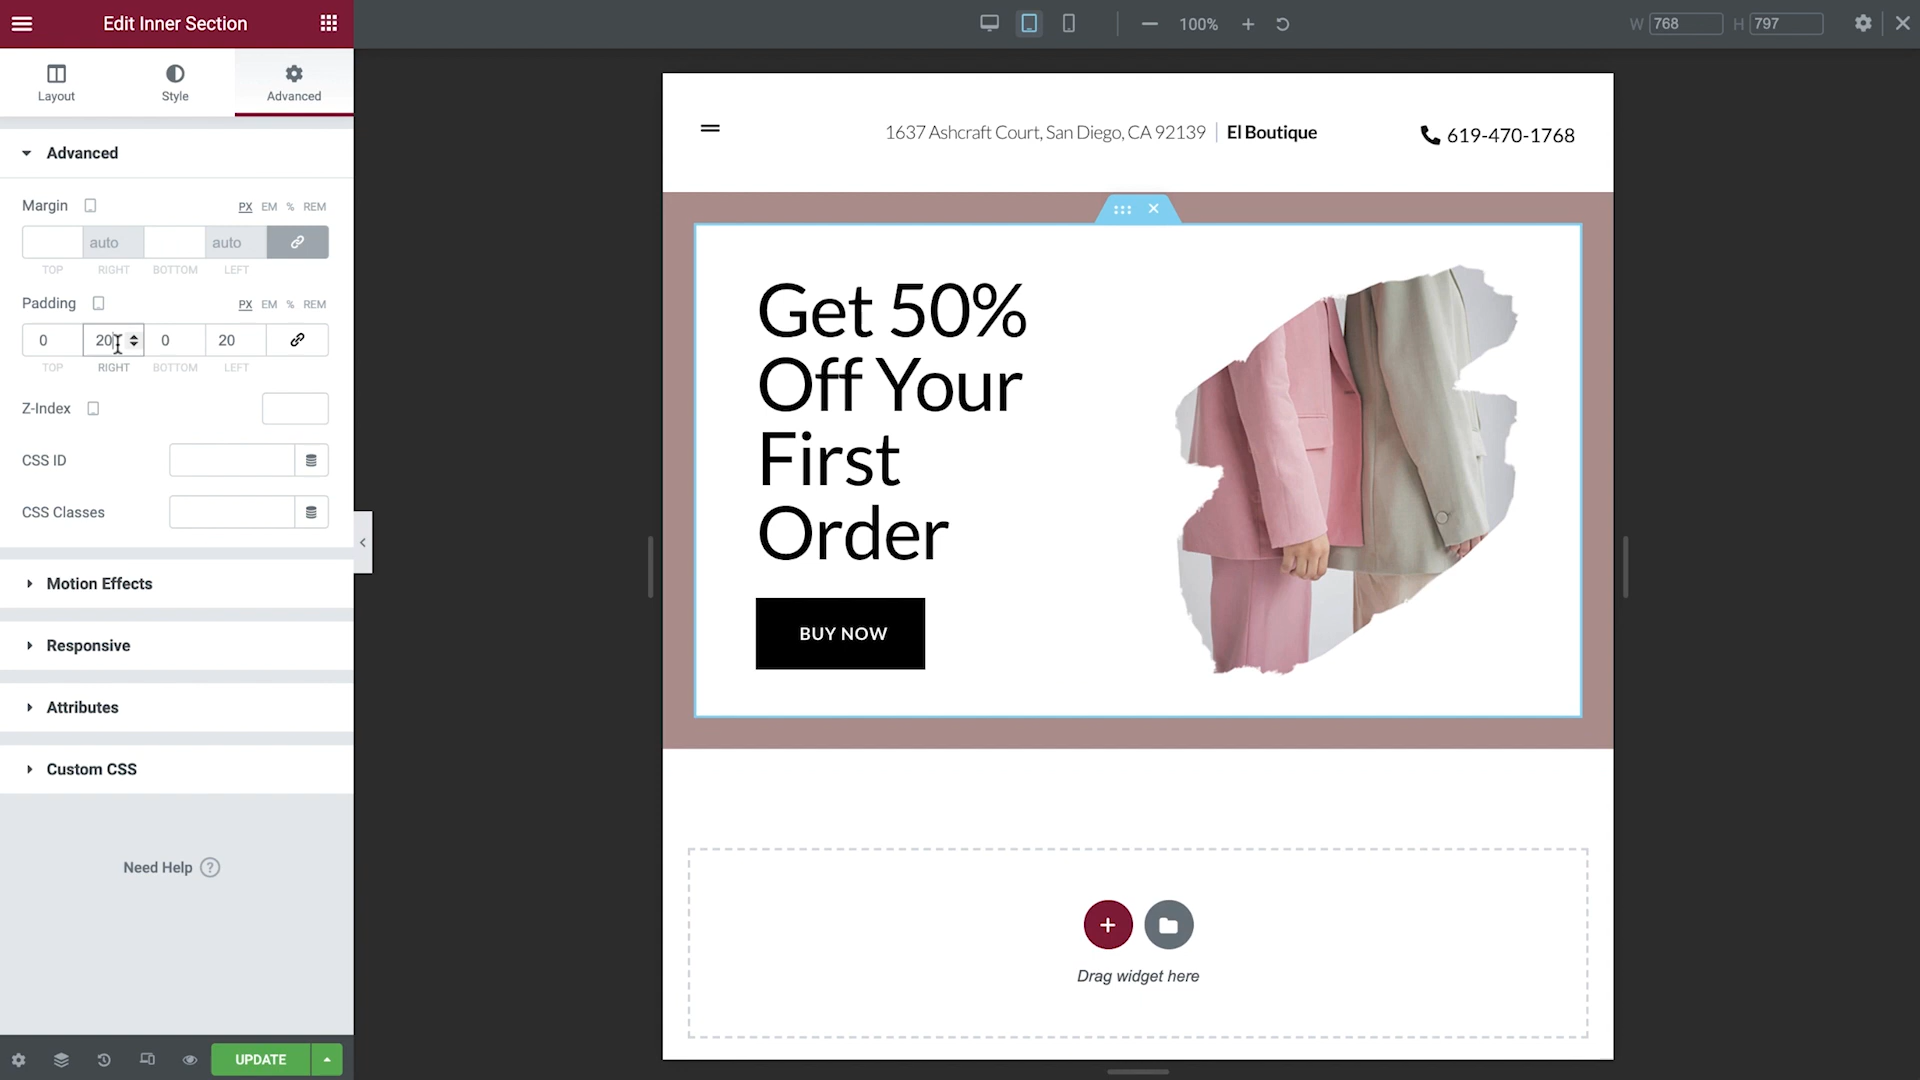 Edit Inner Section
100%
W 768 H 797
Layout
Style
Advanced
Advanced
Margin PX EM % REM
auto auto
TOP RIGHT BOTTOM LEFT
Padding PX EM % REM
0 20 0 20
TOP RIGHT BOTTOM LEFT
Z-Index
CSS ID
CSS Classes
Motion Effects
Responsive
Attributes
Custom CSS
Need Help ?
UPDATE
1637 Ashcraft Court, San Diego, CA 92139 | El Boutique
619-470-1768
Get 50%
Off Your
First
Order
BUY NOW
Drag widget here